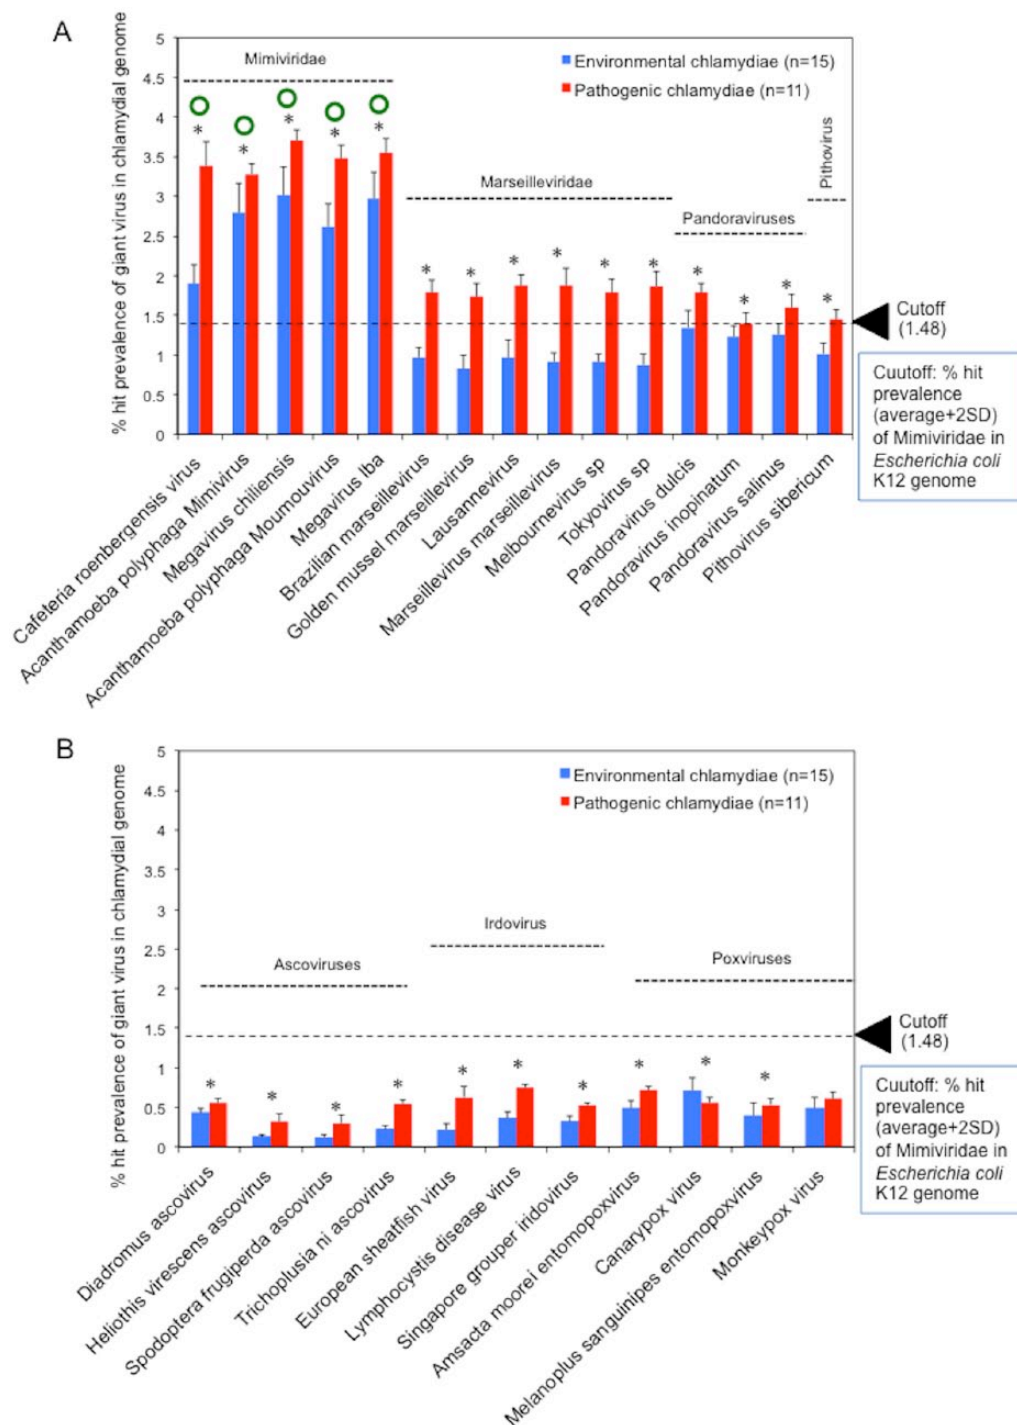 A
5
4.5
4
3.5
3
2.5
2
1.5
1
0.5
0
% hit prevalence of giant virus in chlamydial genome
Mimiviridae
Environmental chlamydiae (n=15)
Pathogenic chlamydiae (n=11)
Marseilleviridae
Pandoraviruses
Pithovirus
* * * * * * * * * * * * * * *
Cutoff
(1.48)
Cuutoff: % hit
prevalence
(average+2SD)
of Mimiviridae in
Escherichia coli
K12 genome
Cafeteria roenbergensis virus
Acanthamoeba polyphaga Mimivirus
Megavirus chiliensis
Acanthamoeba polyphaga Moumouvirus
Megavirus lba
Brazilian marseillevirus
Golden mussel marseillevirus
Lausannevirus
Marseillevirus marseillevirus
Melbournevirus sp
Tokyovirus sp
Pandoravirus dulcis
Pandoravirus inopinatum
Pandoravirus salinus
Pithovirus sibericum
B
5
4.5
4
3.5
3
2.5
2
1.5
1
0.5
0
% hit prevalence of giant virus in chlamydial genome
Environmental chlamydiae (n=15)
Pathogenic chlamydiae (n=11)
Ascoviruses
Irdovirus
Poxviruses
* * * * * * * * * *
Cutoff
(1.48)
Cuutoff: % hit
prevalence
(average+2SD)
of Mimiviridae in
Escherichia coli
K12 genome
Diadromus ascovirus
Heliothis virescens ascovirus
Spodoptera frugiperda ascovirus
Trichoplusia ni ascovirus
European sheatfish virus
Lymphocystis disease virus
Singapore grouper iridovirus
Amsacta moorei entomopoxvirus
Canarypox virus
Melanoplus sanguinipes entomopoxvirus
Monkeypox virus